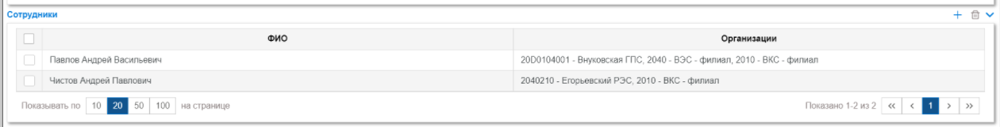 Сотрудники
ФИО Организации
Павлов Андрей Васильевич 20D0104001 - Внуковская ГПС, 2040 - ВЭС - филиал, 2010 - ВКС - филиал
Чистов Андрей Павлович 2040210 - Егорьевский РЭС, 2010 - ВКС - филиал
Показывать по 10 20 50 100 на странице Показано 1-2 из 2 « ‹ 1 › »